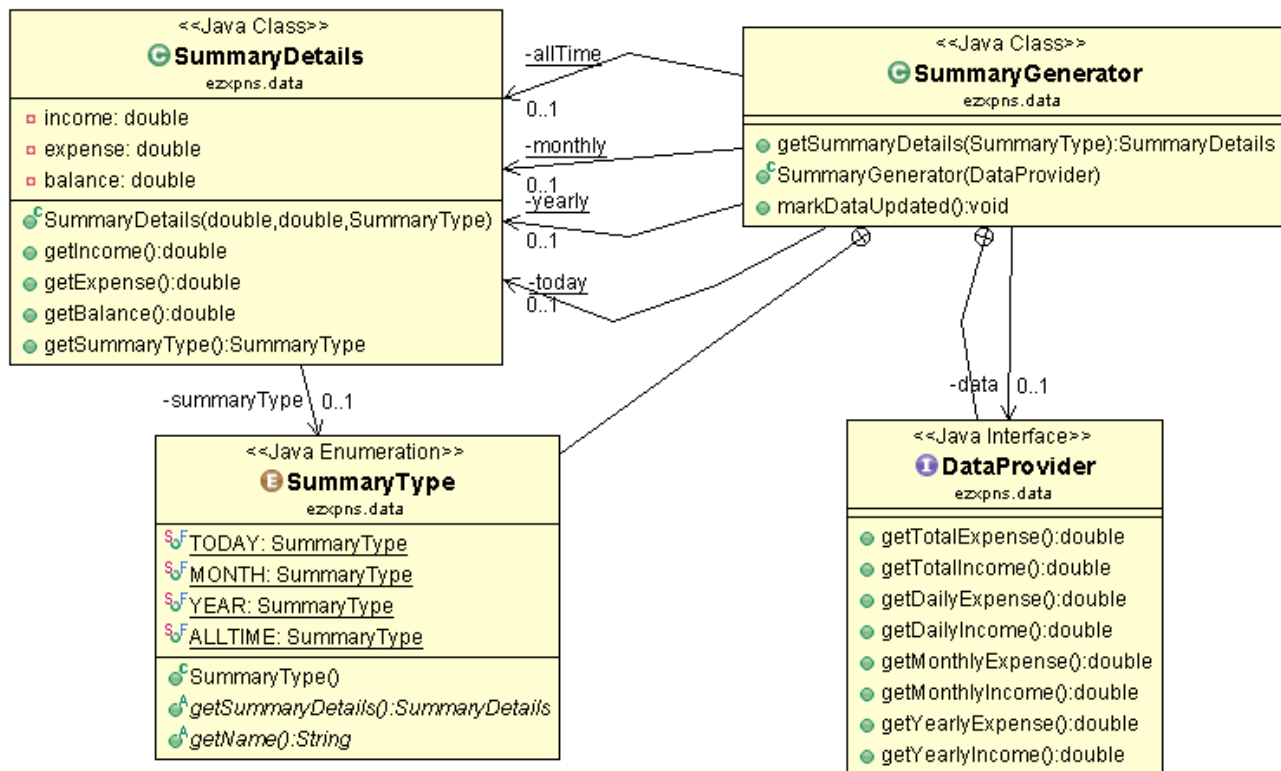 <<Java Class>>
SummaryDetails
ezxpns.data
income: double
expense: double
balance: double
SummaryDetails(double,double,SummaryType)
getIncome():double
getExpense():double
getBalance():double
getSummaryType():SummaryType
-allTime
0..1
-monthly
0..1
-yearly
0..1
-today
0..1
<<Java Class>>
SummaryGenerator
ezxpns.data
getSummaryDetails(SummaryType):SummaryDetails
SummaryGenerator(DataProvider)
markDataUpdated():void
-summaryType 0..1
-data 0..1
<<Java Enumeration>>
SummaryType
ezxpns.data
TODAY: SummaryType
MONTH: SummaryType
YEAR: SummaryType
ALLTIME: SummaryType
SummaryType()
getSummaryDetails():SummaryDetails
getName():String
<<Java Interface>>
DataProvider
ezxpns.data
getTotalExpense():double
getTotalIncome():double
getDailyExpense():double
getDailyIncome():double
getMonthlyExpense():double
getMonthlyIncome():double
getYearlyExpense():double
getYearlyIncome():double